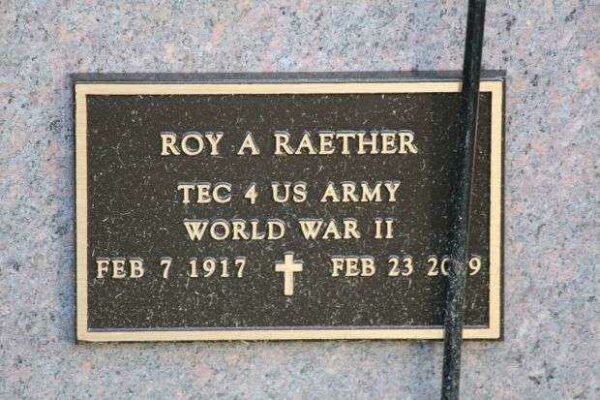 ROY A RAETHER
TEC 4 US ARMY
WORLD WAR II
FEB 7 1917 FEB 23